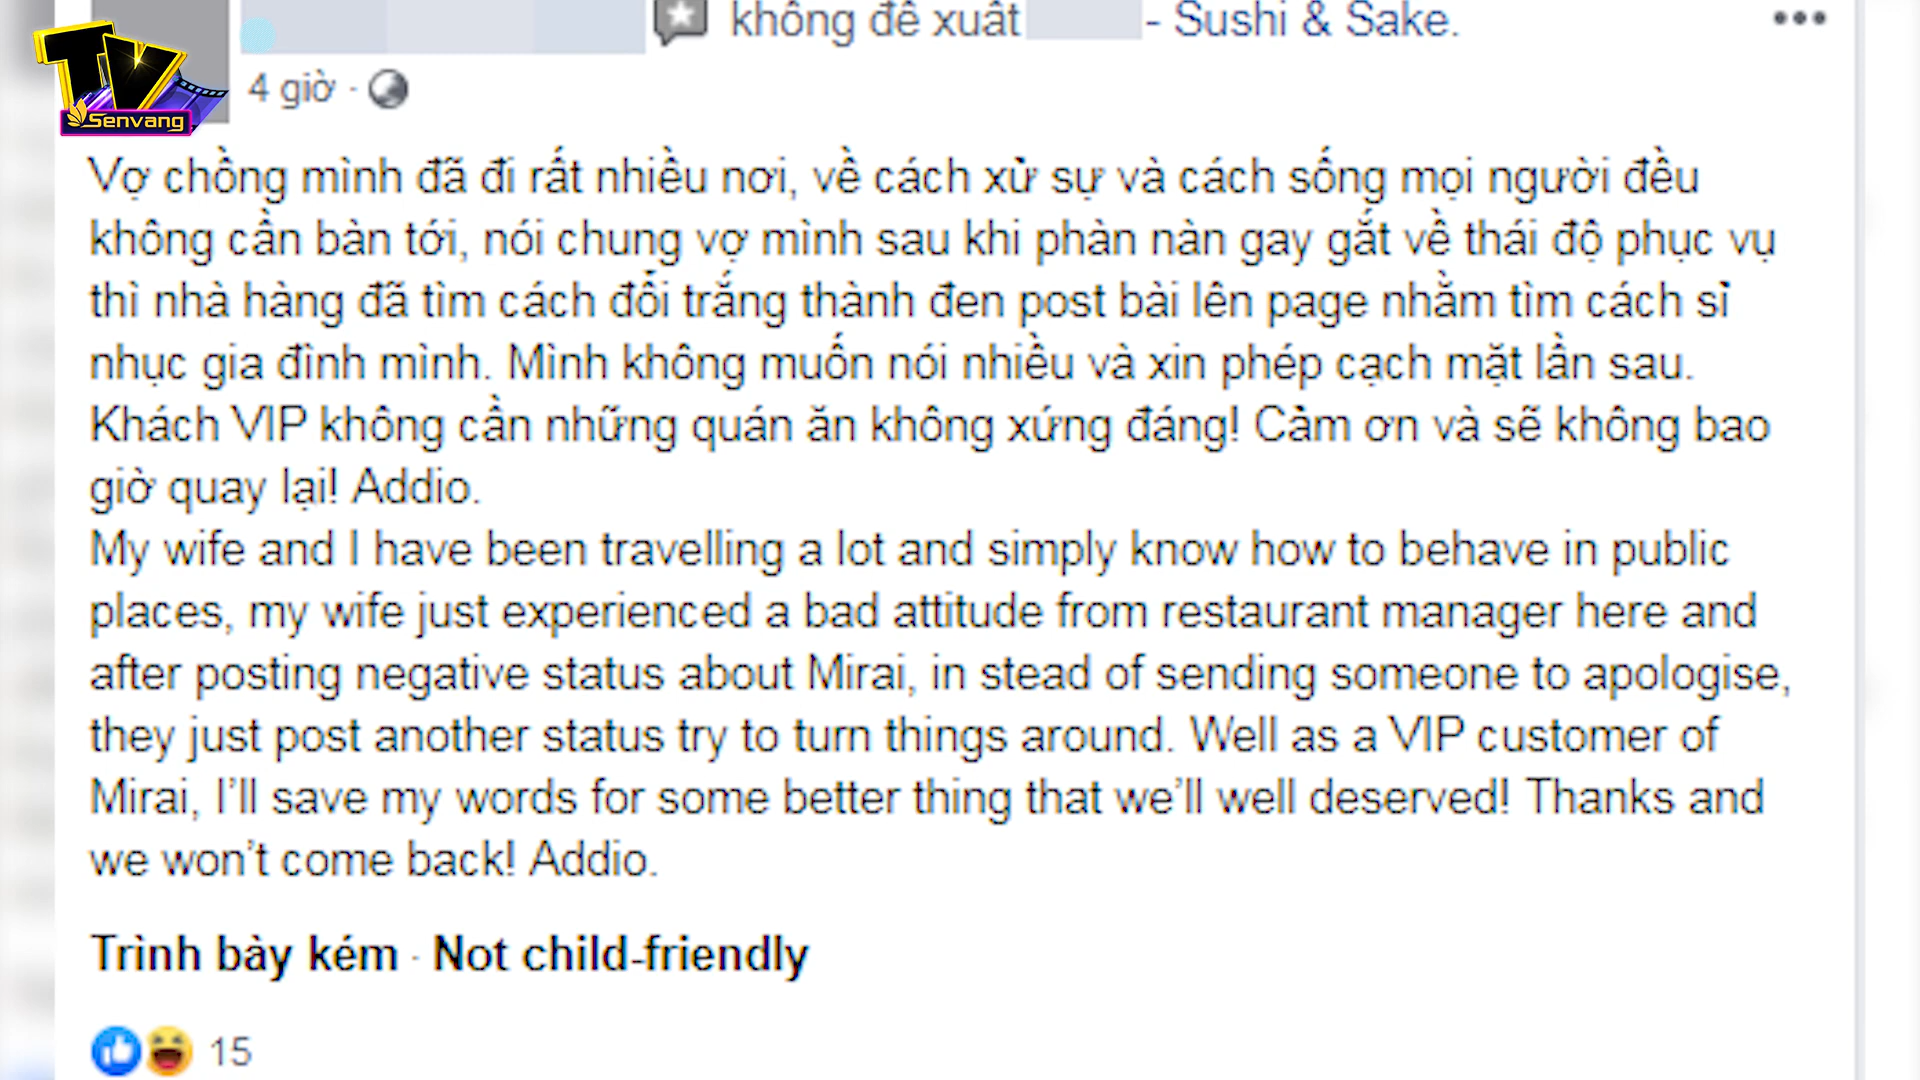 TV
Senvang
không đề xuất - Sushi & Sake.
4 giờ ·
Vợ chồng mình đã đi rất nhiều nơi, về cách xử sự và cách sống mọi người đều
không cần bàn tới, nói chung vợ mình sau khi phàn nàn gay gắt về thái độ phục vụ
thì nhà hàng đã tìm cách đổi trắng thành đen post bài lên page nhằm tìm cách sỉ
nhục gia đình mình. Mình không muốn nói nhiều và xin phép cạch mặt lần sau.
Khách VIP không cần những quán ăn không xứng đáng! Cảm ơn và sẽ không bao
giờ quay lại! Addio.
My wife and I have been travelling a lot and simply know how to behave in public
places, my wife just experienced a bad attitude from restaurant manager here and
after posting negative status about Mirai, in stead of sending someone to apologise,
they just post another status try to turn things around. Well as a VIP customer of
Mirai, I'll save my words for some better thing that we'll well deserved! Thanks and
we won't come back! Addio.
Trình bày kém · Not child-friendly
15